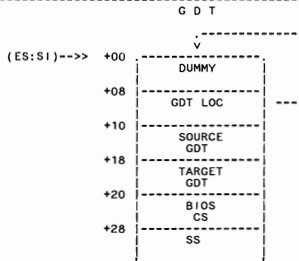 G D T
(ES:SI)-->> +00
DUMMY
+08
GDT LOC
+10
SOURCE
GDT
+18
TARGET
GDT
+20
BIOS
CS
+28
SS